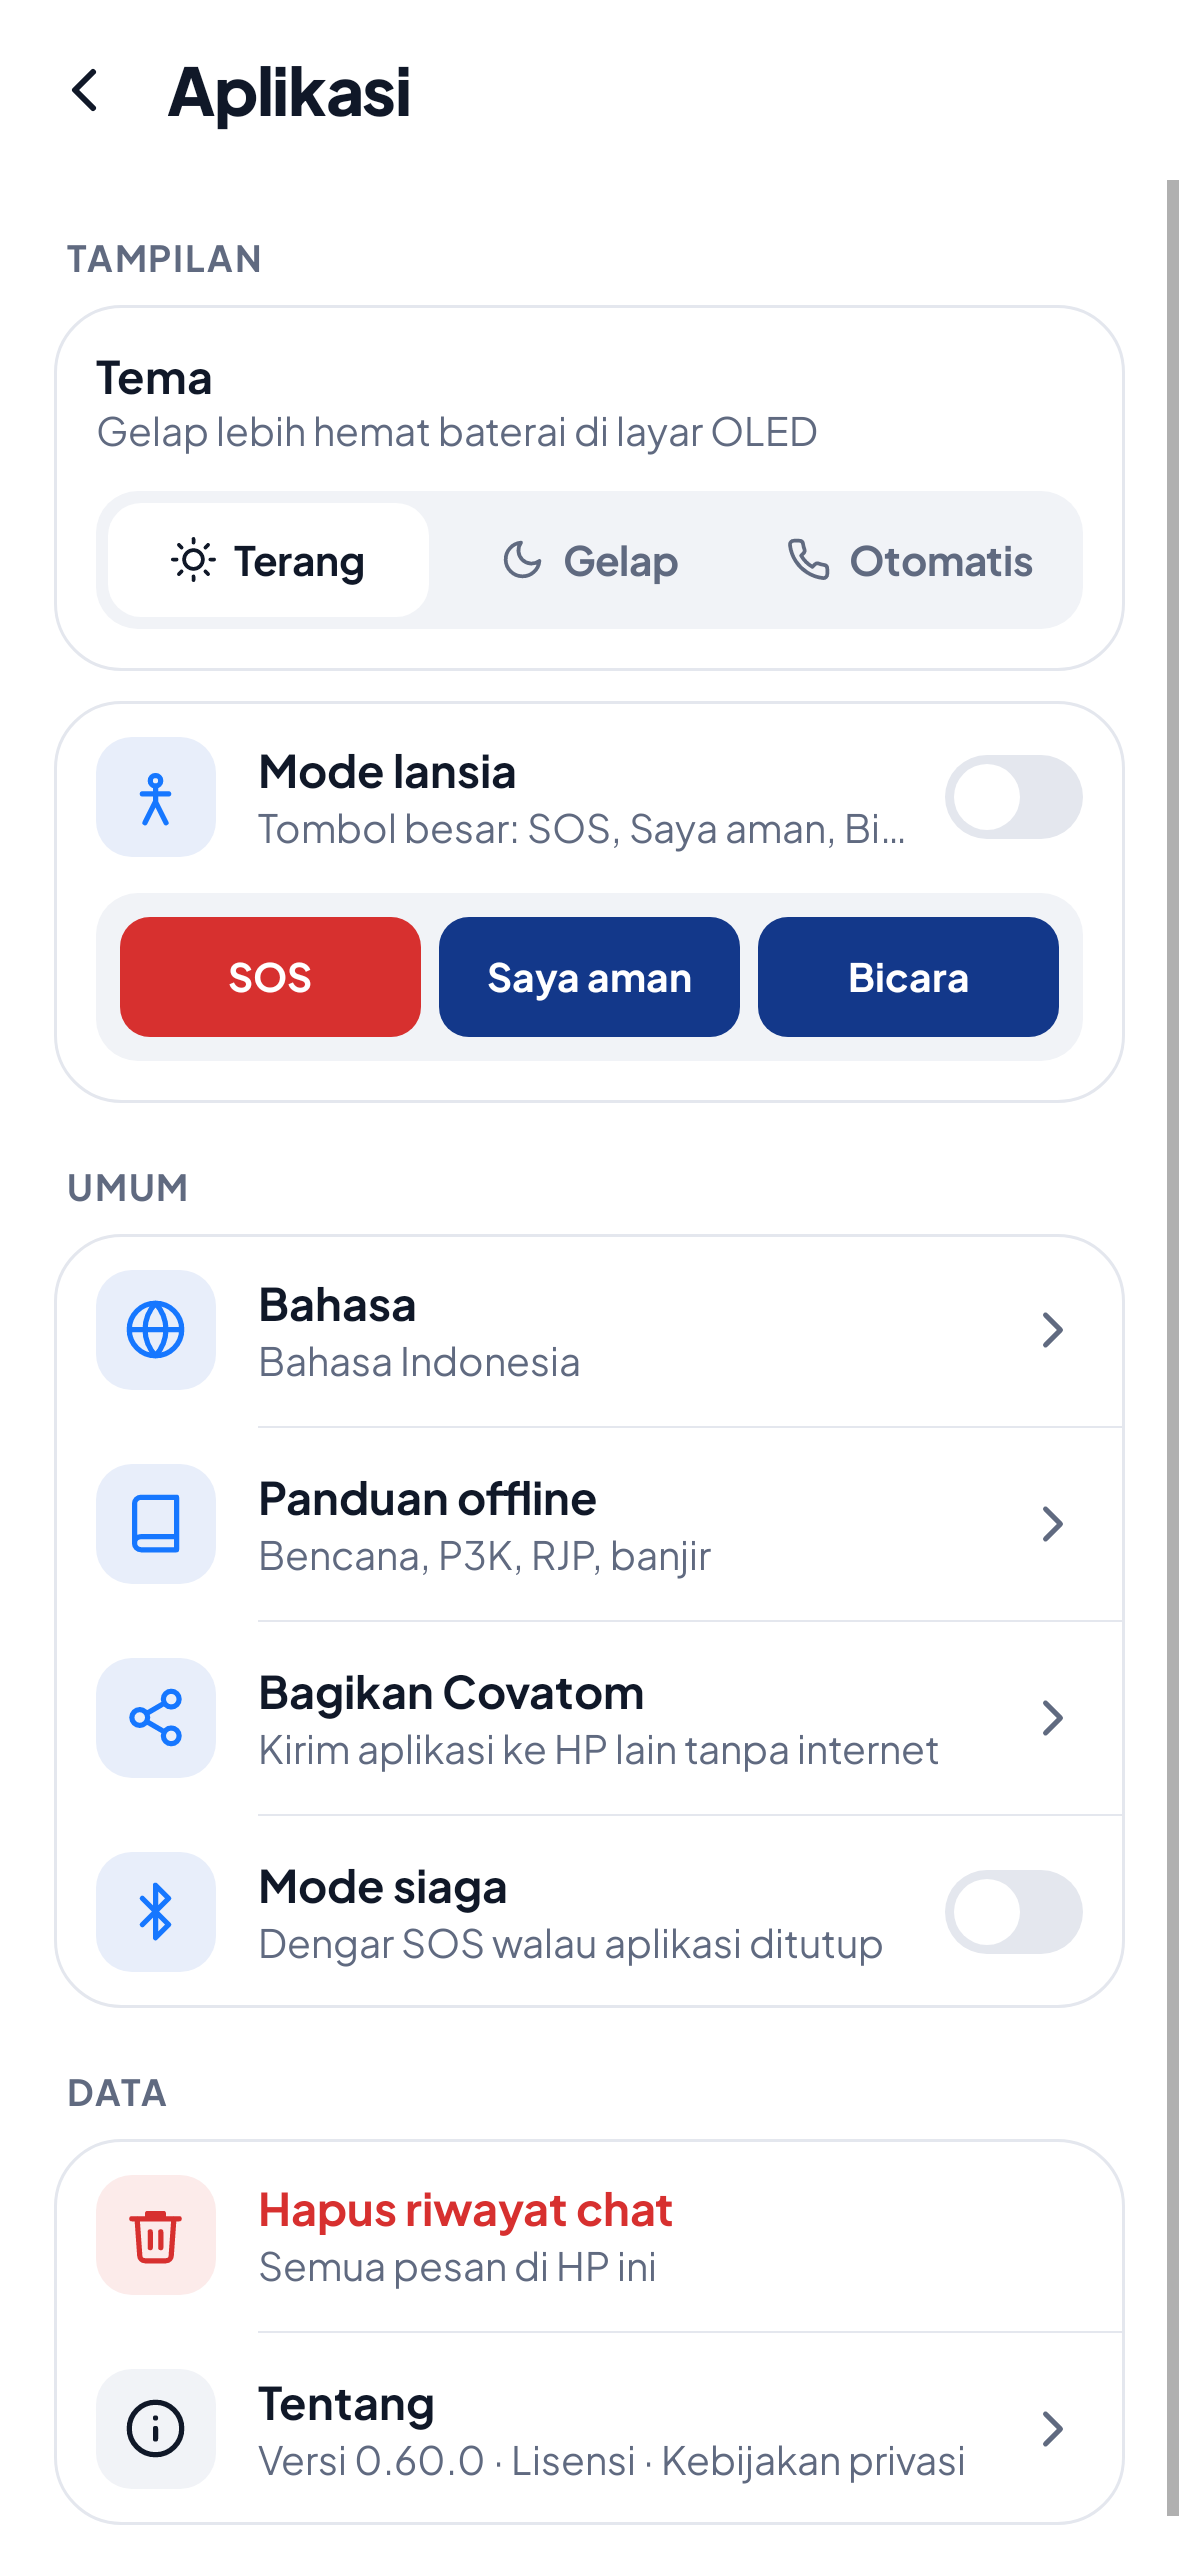 Aplikasi
TAMPILAN
Tema
Gelap lebih hemat baterai di layar OLED
Terang
Gelap
Otomatis
Mode lansia
Tombol besar: SOS, Saya aman, Bi...
SOS
Saya aman
Bicara
UMUM
Bahasa
Bahasa Indonesia
Panduan offline
Bencana, P3K, RJP, banjir
Bagikan Covatom
Kirim aplikasi ke HP lain tanpa internet
Mode siaga
Dengar SOS walau aplikasi ditutup
DATA
Hapus riwayat chat
Semua pesan di HP ini
Tentang
Versi 0.60.0 · Lisensi · Kebijakan privasi